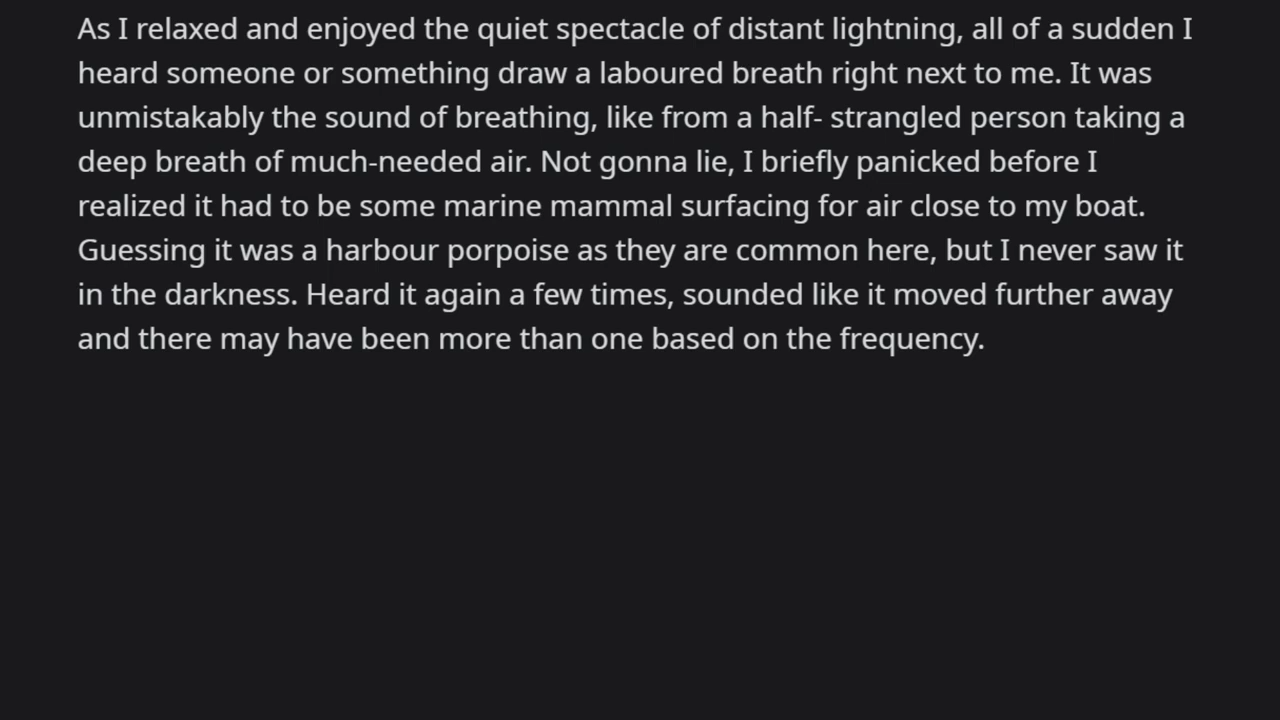 As I relaxed and enjoyed the quiet spectacle of distant lightning, all of a sudden I
heard someone or something draw a laboured breath right next to me. It was
unmistakably the sound of breathing, like from a half- strangled person taking a
deep breath of much-needed air. Not gonna lie, I briefly panicked before I
realized it had to be some marine mammal surfacing for air close to my boat.
Guessing it was a harbour porpoise as they are common here, but I never saw it
in the darkness. Heard it again a few times, sounded like it moved further away
and there may have been more than one based on the frequency.